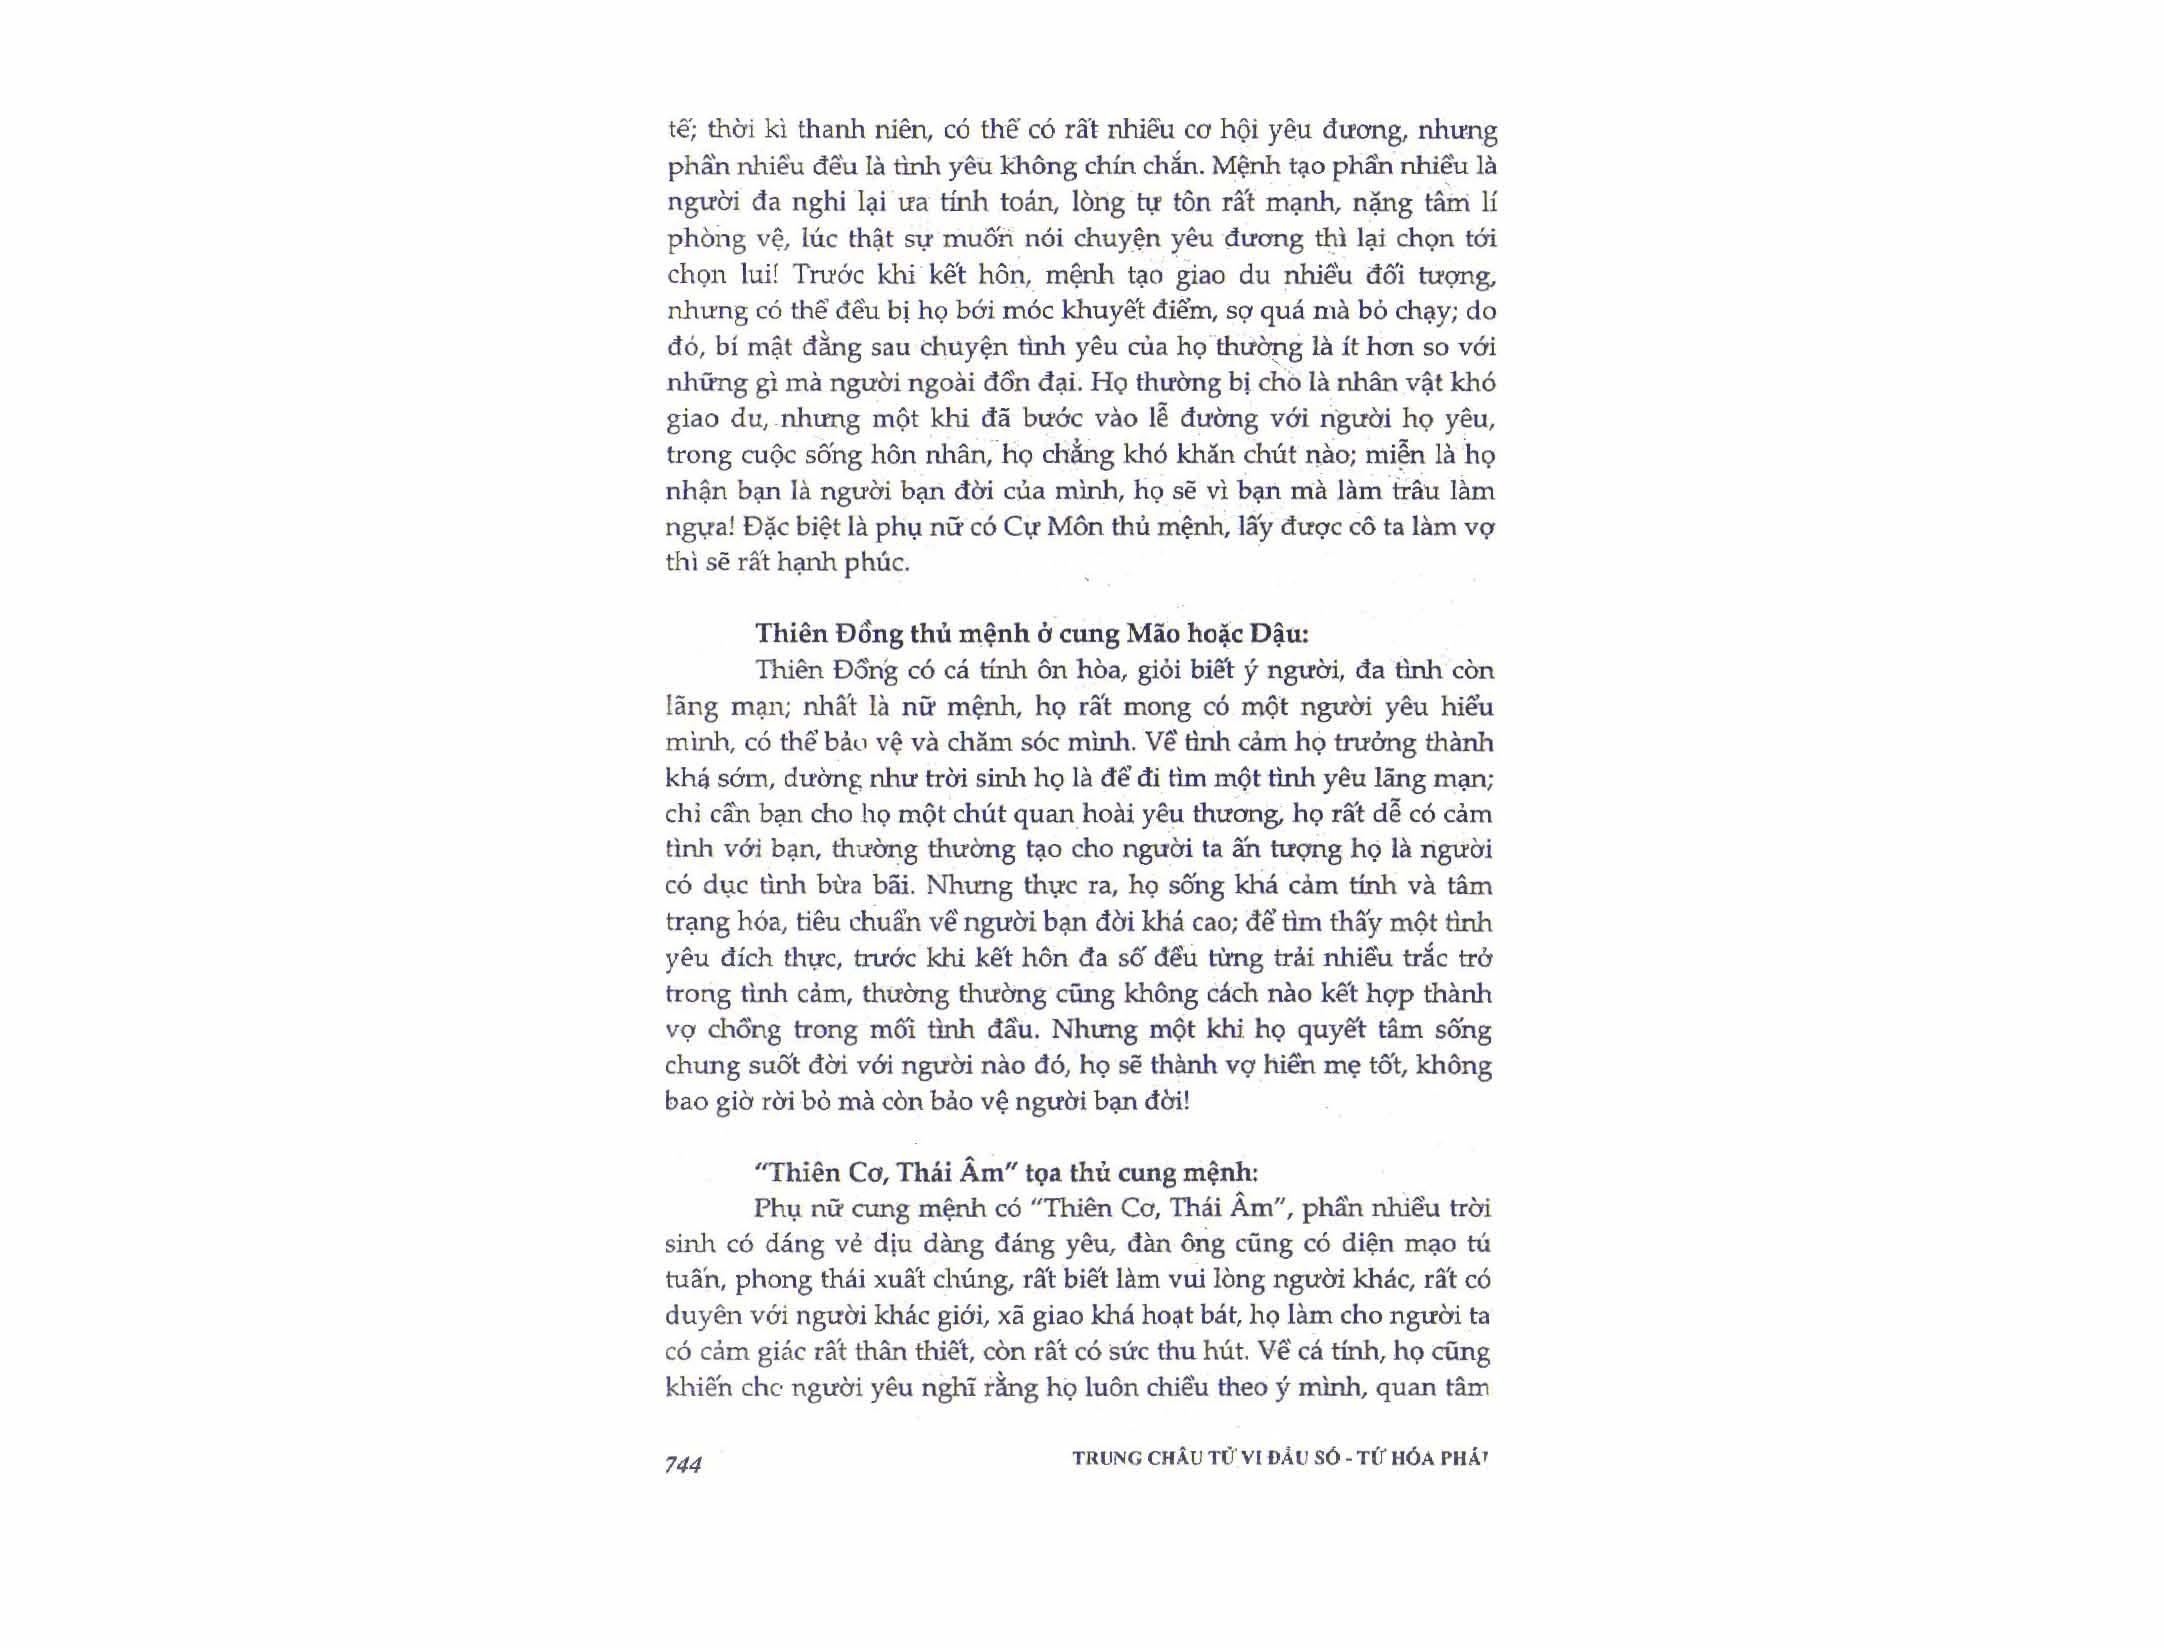 tế; thời kì thanh niên, có thể có rất nhiều cơ hội yêu đương, nhưng
phần nhiều đều là tình yêu không chín chắn. Mệnh tạo phần nhiều là
người đa nghi lại ưa tính toán, lòng tự tôn rất mạnh, nặng tâm lí
phòng vệ, lúc thật sự muốn nói chuyện yêu đương thì lại chọn tới
chọn lui! Trước khi kết hôn, mệnh tạo giao du nhiều đối tượng,
nhưng có thể đều bị họ bới móc khuyết điểm, sợ quá mà bỏ chạy; do
đó, bí mật đằng sau chuyện tình yêu của họ thường là ít hơn so với
những gì mà người ngoài đồn đại. Họ thường bị cho là nhân vật khó
giao du, nhưng một khi đã bước vào lễ đường với người họ yêu,
trong cuộc sống hôn nhân, họ chẳng khó khăn chút nào; miễn là họ
nhận bạn là người bạn đời của mình, họ sẽ vì bạn mà làm trâu làm
ngựa! Đặc biệt là phụ nữ có Cự Môn thủ mệnh, lấy được cô ta làm vợ
thì sẽ rất hạnh phúc.
Thiên Đồng thủ mệnh ở cung Mão hoặc Dậu:
Thiên Đồng có cá tính ôn hòa, giỏi biết ý người, đa tình còn
lãng mạn; nhất là nữ mệnh, họ rất mong có một người yêu hiểu
mình, có thể bảo vệ và chăm sóc mình. Về tình cảm họ trưởng thành
khá sớm, dường như trời sinh họ là để đi tìm một tình yêu lãng mạn;
chỉ cần bạn cho họ một chút quan hoài yêu thương, họ rất dễ có cảm
tình với bạn, thường thường tạo cho người ta ấn tượng họ là người
có dục tình bừa bãi. Nhưng thực ra, họ sống khá cảm tính và tâm
trạng hóa, tiêu chuẩn về người bạn đời khá cao; để tìm thấy một tình
yêu đích thực, trước khi kết hôn đa số đều từng trải nhiều trắc trở
trong tình cảm, thường thường cũng không cách nào kết hợp thành
vợ chồng trong mối tình đầu. Nhưng một khi họ quyết tâm sống
chung suốt đời với người nào đó, họ sẽ thành vợ hiền mẹ tốt, không
bao giờ rời bỏ mà còn bảo vệ người bạn đời!
"Thiên Cơ, Thái Âm" tọa thủ cung mệnh:
Phụ nữ cung mệnh có "Thiên Cơ, Thái Âm", phần nhiều trời
sinh có dáng vẻ dịu dàng đáng yêu, đàn ông cũng có diện mạo tú
tuấn, phong thái xuất chúng, rất biết làm vui lòng người khác, rất có
duyên với người khác giới, xã giao khá hoạt bát, họ làm cho người ta
có cảm giác rất thân thiết, còn rất có sức thu hút. Về cá tính, họ cũng
khiến cho người yêu nghĩ rằng họ luôn chiều theo ý mình, quan tâm
744 TRUNG CHÂU TỬ VI ĐẨU SỐ - TỨ HÓA PHÁI